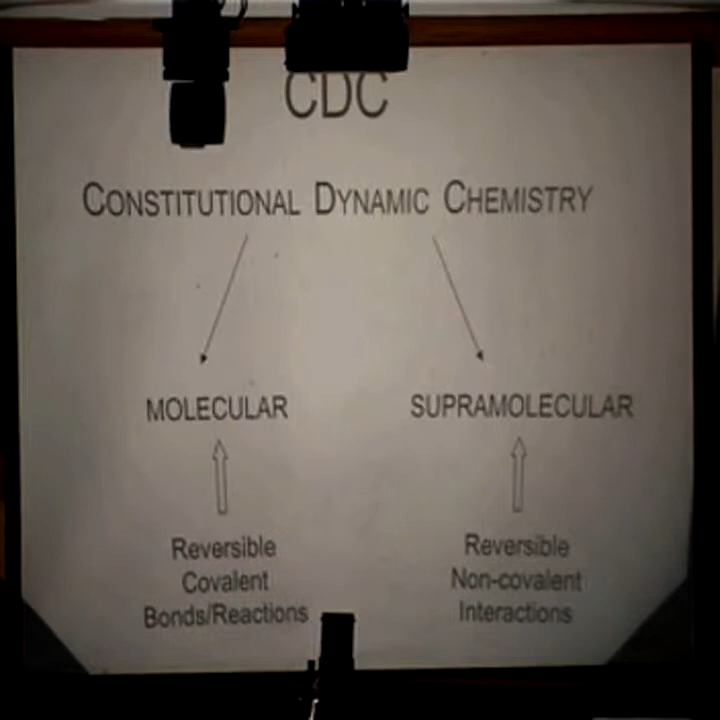 CDC
CONSTITUTIONAL DYNAMIC CHEMISTRY
MOLECULAR
SUPRAMOLECULAR
Reversible
Covalent
Bonds/Reactions
Reversible
Non-covalent
Interactions